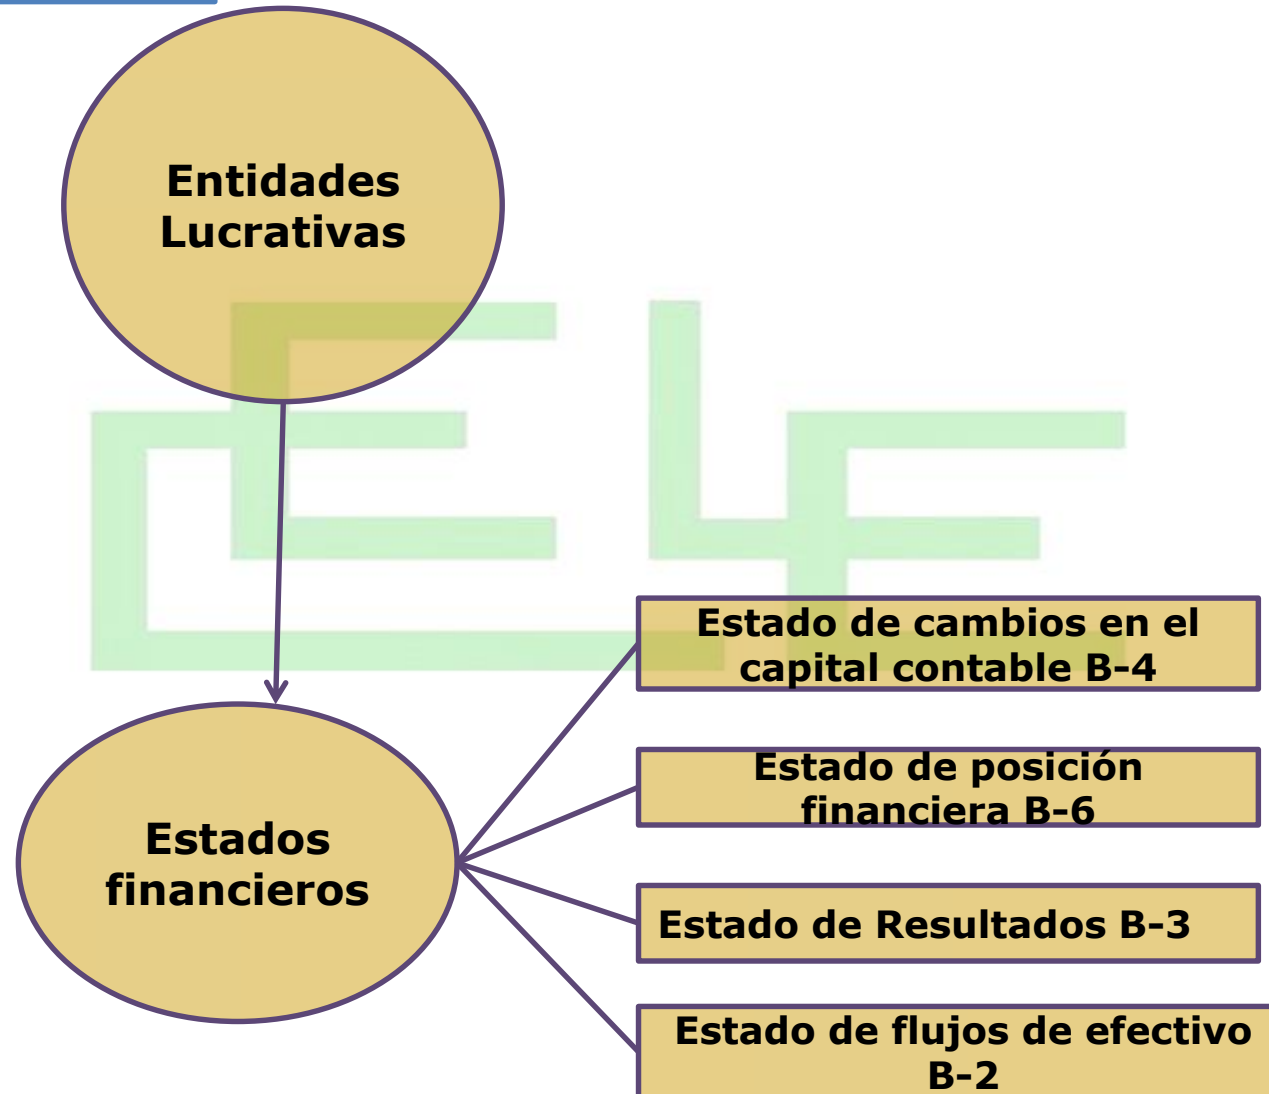 Entidades
Lucrativas
Estados
financieros
Estado de cambios en el
capital contable B-4
Estado de posición
financiera B-6
Estado de Resultados B-3
Estado de flujos de efectivo
B-2